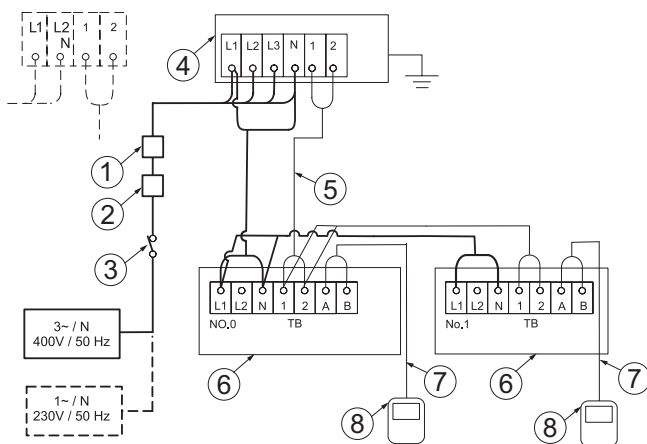 L1 L2 N 1 2
L1 L2 L3 N 1 2
4
1
2
5
3
L1 L2 N 1 2 A B
NO.0 TB
L1 L2 N 1 2 A B
No.1 TB
3~ / N
400V / 50 Hz
6
7
6
7
1~ / N
230V / 50 Hz
8
8